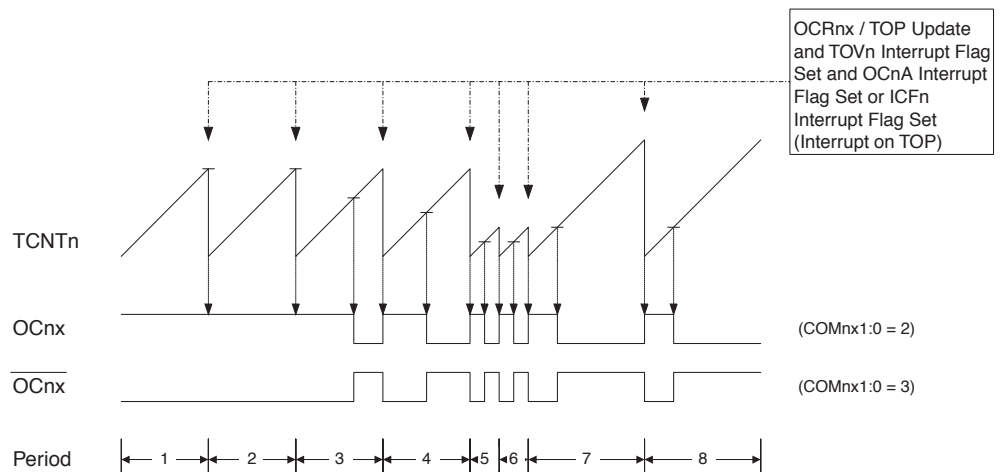 OCRnx / TOP Update
and TOVn Interrupt Flag
Set and OCnA Interrupt
Flag Set or ICFn
Interrupt Flag Set
(Interrupt on TOP)
TCNTn
OCnx
(COMnx1:0 = 2)
OCnx
(COMnx1:0 = 3)
Period
1 2 3 4 5 6 7 8